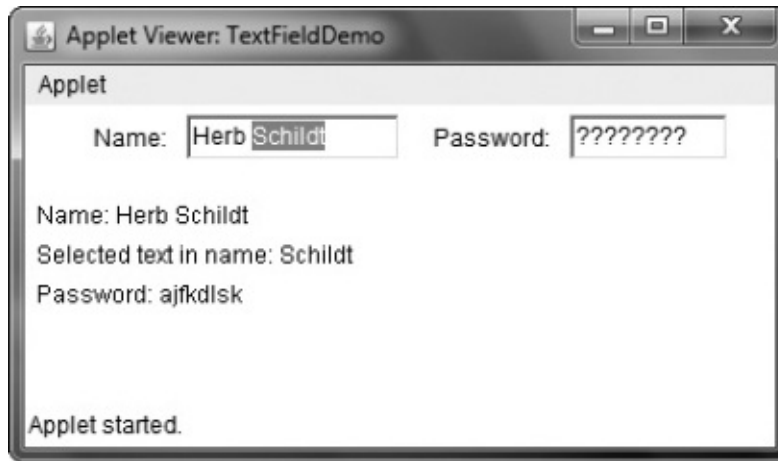 Applet Viewer: TextFieldDemo
Applet
Name: Herb Schildt Password: ????????
Name: Herb Schildt
Selected text in name: Schildt
Password: ajfkdlsk
Applet started.